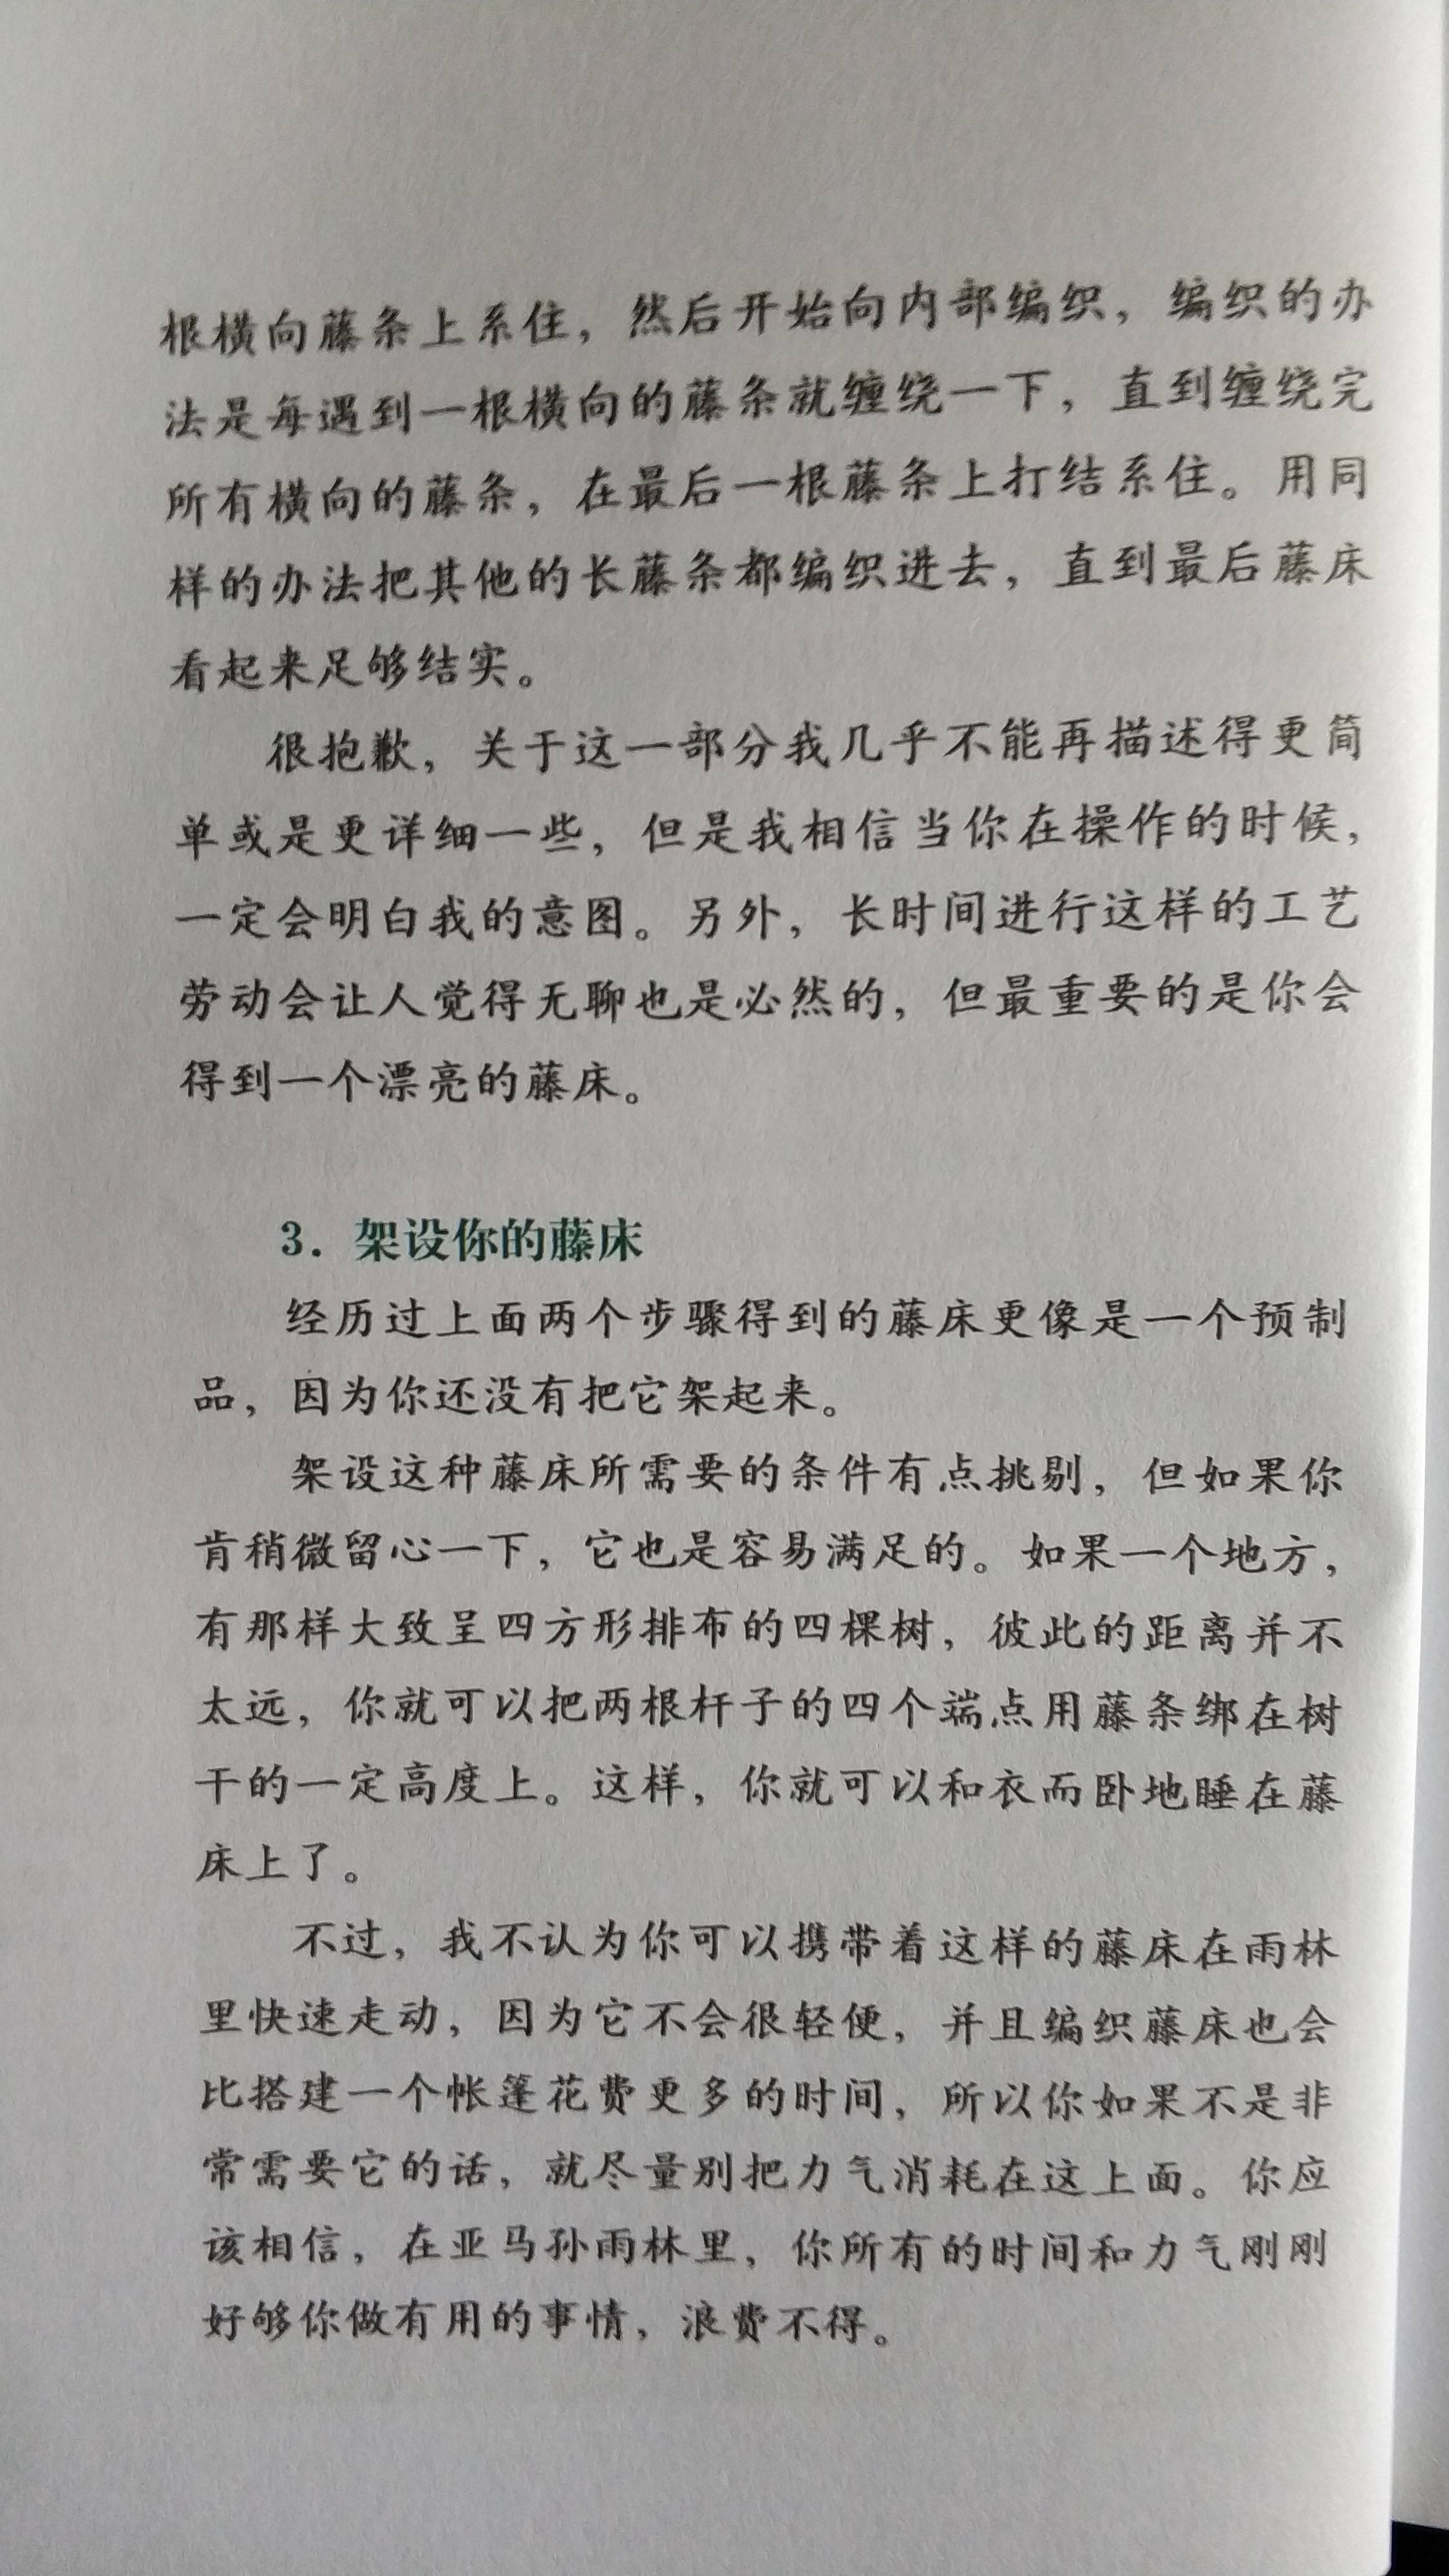 根横向藤条上系住，然后开始向内部编织，编织的办
法是每遇到一根横向的藤条就缠绕一下，直到缠绕完
所有横向的藤条，在最后一根藤条上打结系住。用同
样的办法把其他的长藤条都编织进去，直到最后藤床
看起来足够结实。
很抱歉，关于这一部分我几乎不能再描述得更简
单或是更详细一些，但是我相信当你在操作的时候，
一定会明白我的意图。另外，长时间进行这样的工艺
劳动会让人觉得无聊也是必然的，但最重要的是你会
得到一个漂亮的藤床。
3．架设你的藤床
经历过上面两个步骤得到的藤床更像是一个预制
品，因为你还没有把它架起来。
架设这种藤床所需要的条件有点挑剔，但如果你
肯稍微留心一下，它也是容易满足的。如果一个地方，
有那样大致呈四方形排布的四棵树，彼此的距离并不
太远，你就可以把两根杆子的四个端点用藤条绑在树
干的一定高度上。这样，你就可以和衣而卧地睡在藤
床上了。
不过，我不认为你可以携带着这样的藤床在雨林
里快速走动，因为它不会很轻便，并且编织藤床也会
比搭建一个帐篷花费更多的时间，所以你如果不是非
常需要它的话，就尽量别把力气消耗在这上面。你应
该相信，在亚马孙雨林里，你所有的时间和力气刚刚
好够你做有用的事情，浪费不得。